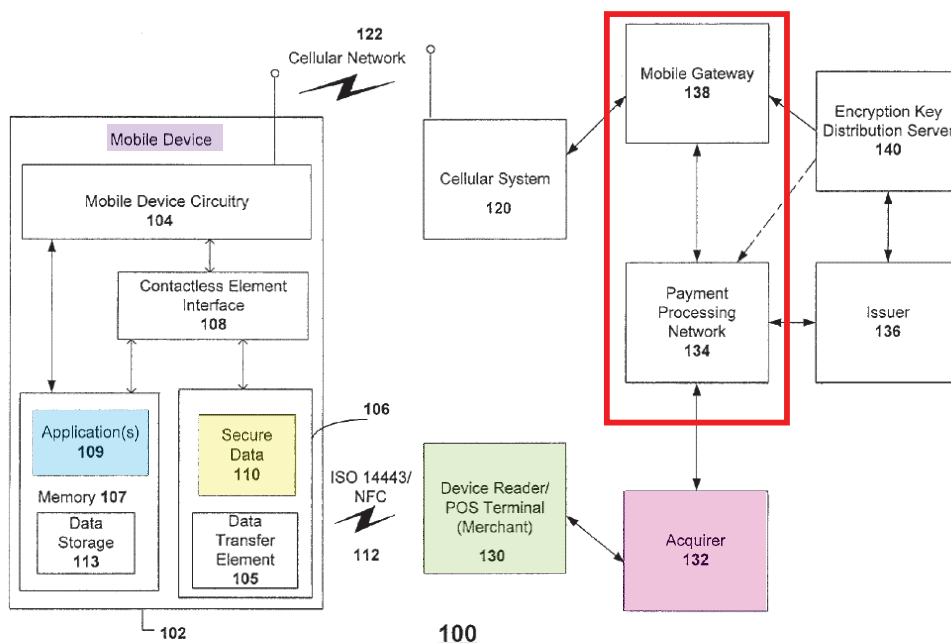 122
Cellular Network
Mobile Device
Mobile Device Circuitry
104
Contactless Element
Interface
108
Application(s)
109
Memory 107
Data
Storage
113
Secure
Data
110
Data
Transfer
Element
105
106
ISO 14443/
NFC
112
102
Cellular System
120
Mobile Gateway
138
Encryption Key
Distribution Server
140
Payment
Processing
Network
134
Issuer
136
Device Reader/
POS Terminal
(Merchant)
130
Acquirer
132
100